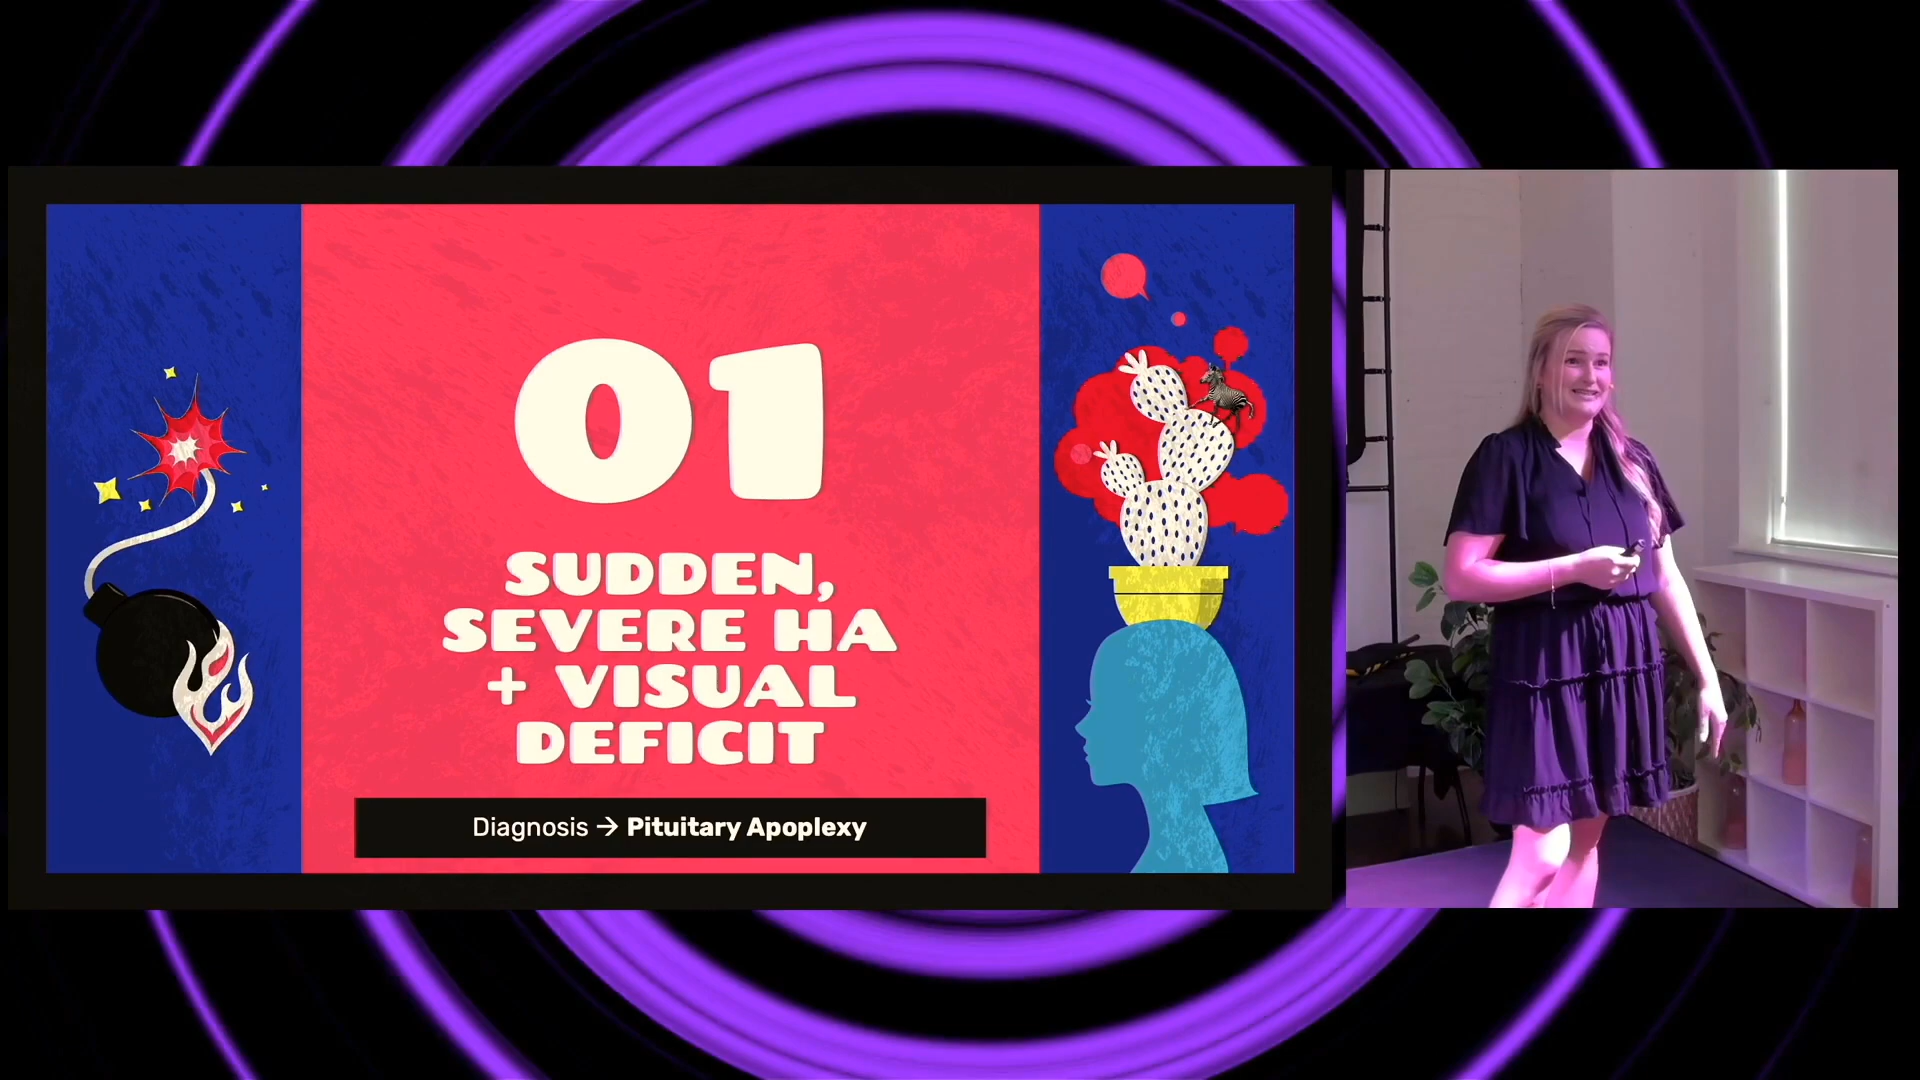 01
SUDDEN,
SEVERE HA
+ VISUAL
DEFICIT
Diagnosis → Pituitary Apoplexy